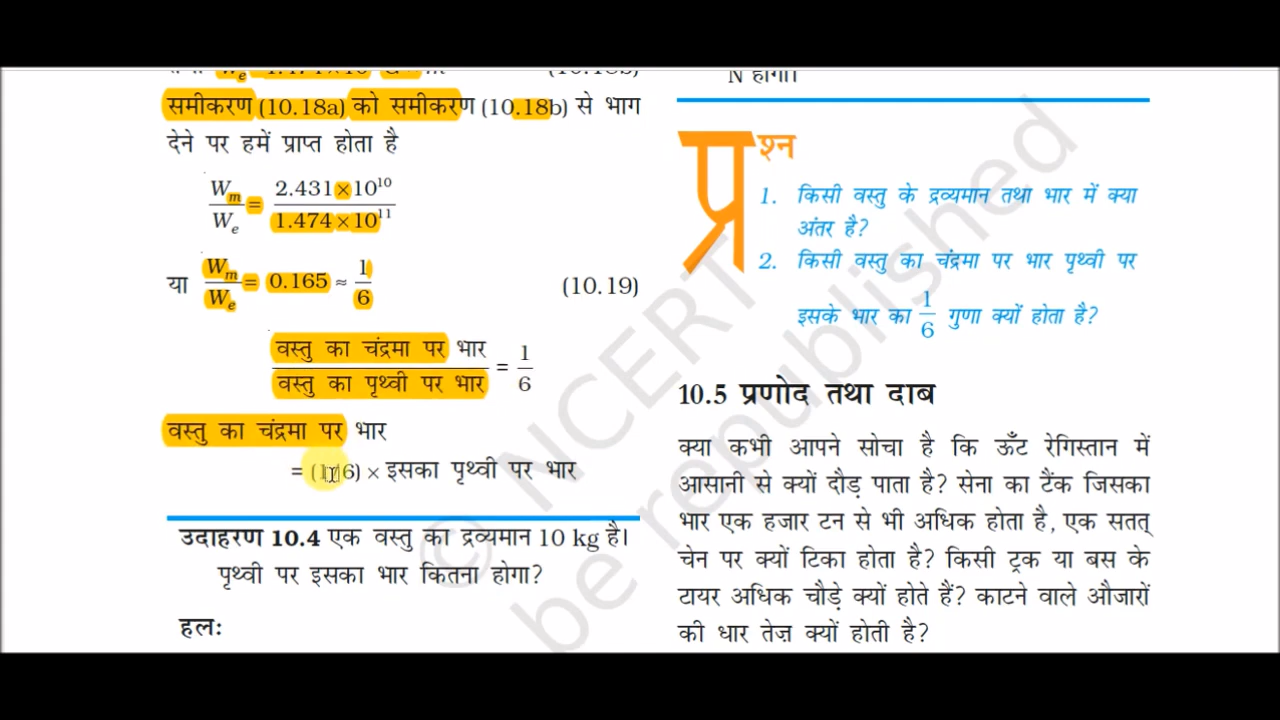 समीकरण (10.18a) को समीकरण (10.18b) से भाग
देने पर हमें प्राप्त होता है
Wm / We = 2.431 × 10^10 / 1.474 × 10^11
या Wm / We = 0.165 ≈ 1/6 (10.19)
वस्तु का चंद्रमा पर भार / वस्तु का पृथ्वी पर भार = 1/6
वस्तु का चंद्रमा पर भार
= (1/6) × इसका पृथ्वी पर भार
उदाहरण 10.4 एक वस्तु का द्रव्यमान 10 kg है।
पृथ्वी पर इसका भार कितना होगा?
हल:
N होगा।
प्रश्न
1. किसी वस्तु के द्रव्यमान तथा भार में क्या
अंतर है?
2. किसी वस्तु का चंद्रमा पर भार पृथ्वी पर
इसके भार का 1/6 गुणा क्यों होता है?
10.5 प्रणोद तथा दाब
क्या कभी आपने सोचा है कि ऊँट रेगिस्तान में
आसानी से क्यों दौड़ पाता है? सेना का टैंक जिसका
भार एक हजार टन से भी अधिक होता है, एक सतत्
चेन पर क्यों टिका होता है? किसी ट्रक या बस के
टायर अधिक चौड़े क्यों होते हैं? काटने वाले औजारों
की धार तेज़ क्यों होती है?
© NCERT
be republished